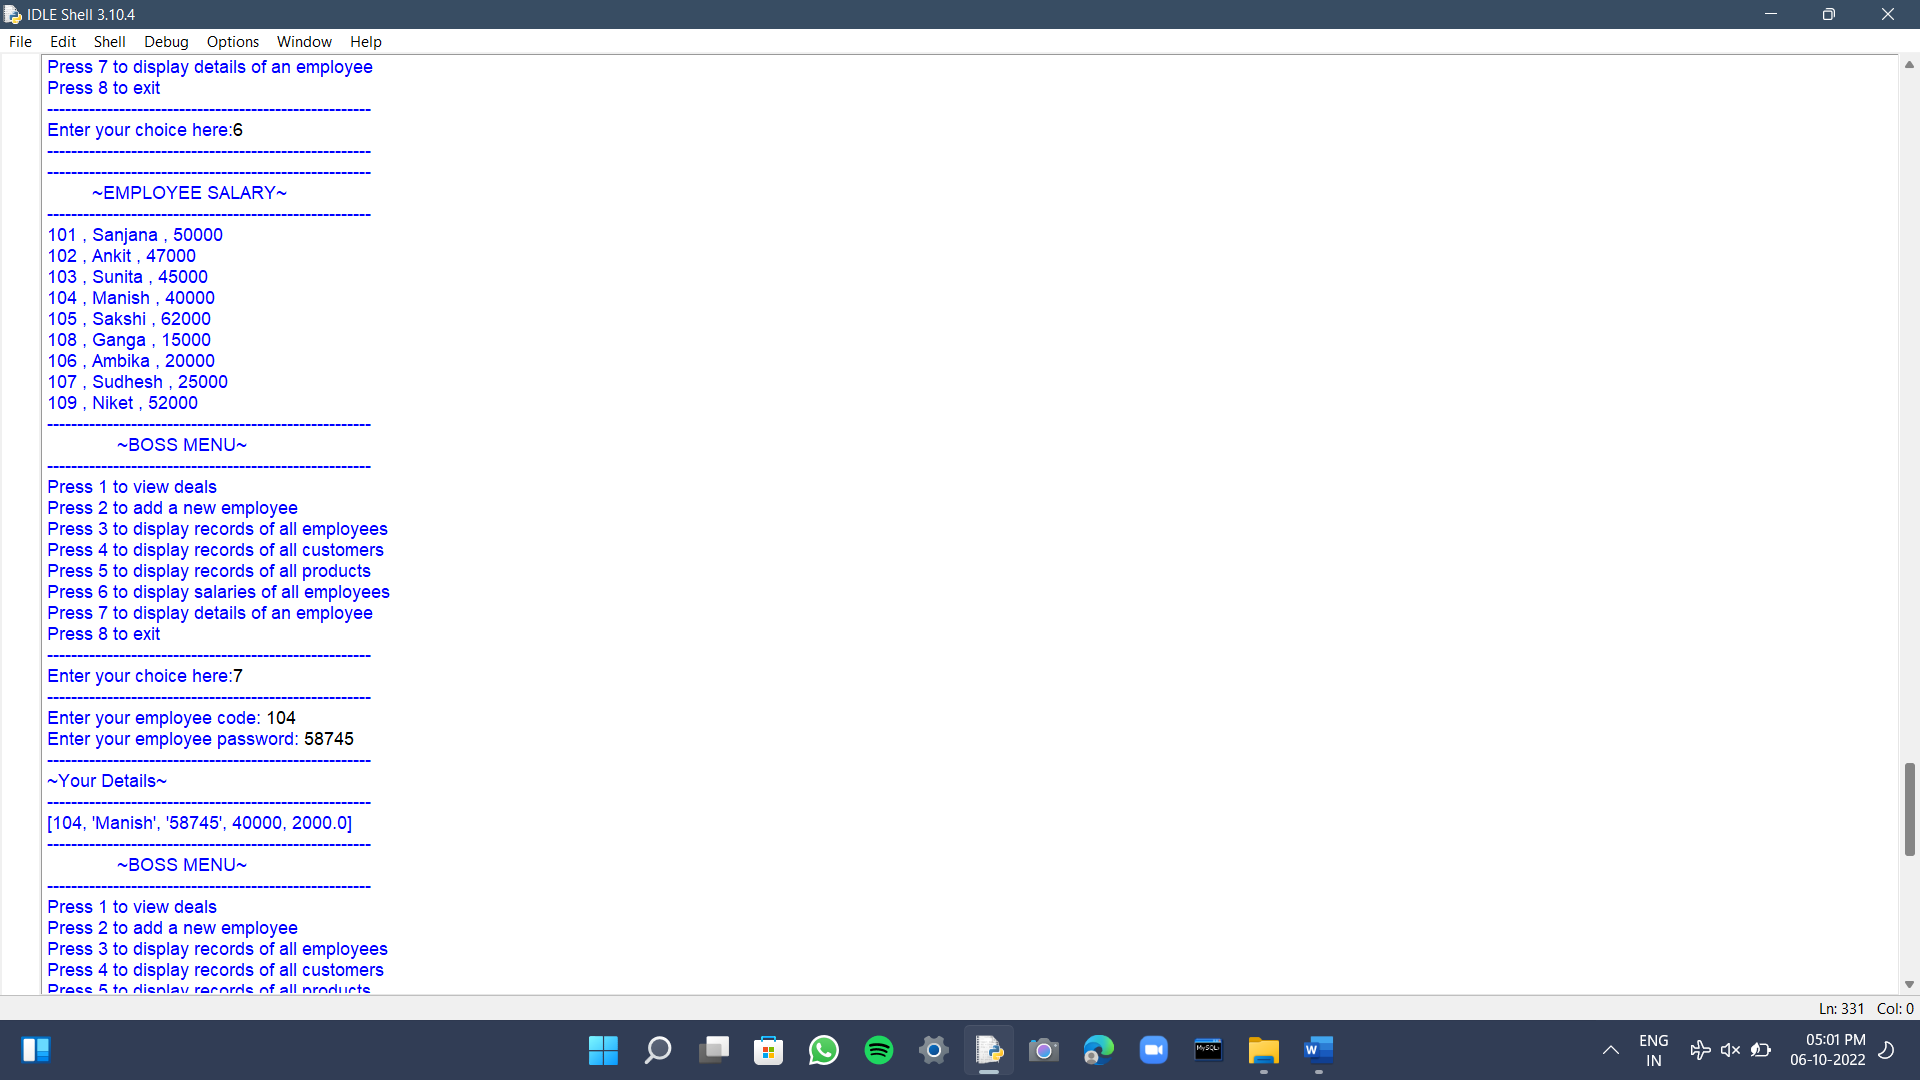 IDLE Shell 3.10.4
File Edit Shell Debug Options Window Help
Press 7 to display details of an employee
Press 8 to exit
------------------------------------------------------
Enter your choice here:6
------------------------------------------------------
------------------------------------------------------
~EMPLOYEE SALARY~
------------------------------------------------------
101 , Sanjana , 50000
102 , Ankit , 47000
103 , Sunita , 45000
104 , Manish , 40000
105 , Sakshi , 62000
108 , Ganga , 15000
106 , Ambika , 20000
107 , Sudhesh , 25000
109 , Niket , 52000
------------------------------------------------------
~BOSS MENU~
------------------------------------------------------
Press 1 to view deals
Press 2 to add a new employee
Press 3 to display records of all employees
Press 4 to display records of all customers
Press 5 to display records of all products
Press 6 to display salaries of all employees
Press 7 to display details of an employee
Press 8 to exit
------------------------------------------------------
Enter your choice here:7
------------------------------------------------------
Enter your employee code: 104
Enter your employee password: 58745
------------------------------------------------------
~Your Details~
------------------------------------------------------
[104, 'Manish', '58745', 40000, 2000.0]
------------------------------------------------------
~BOSS MENU~
------------------------------------------------------
Press 1 to view deals
Press 2 to add a new employee
Press 3 to display records of all employees
Press 4 to display records of all customers
Press 5 to display records of all products
Ln: 331 Col: 0
MySQL
W
ENG
IN
05:01 PM
06-10-2022